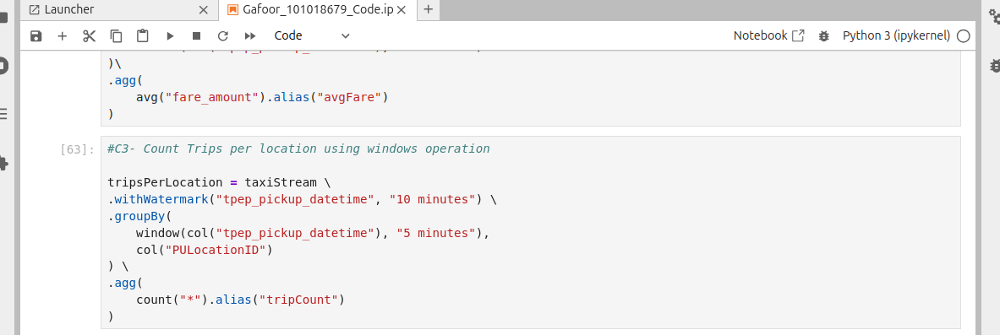 Launcher
Gafoor_101018679_Code.ip
Code
Notebook
Python 3 (ipykernel)
)\
.agg(
avg("fare_amount").alias("avgFare")
)
[63]:
#C3- Count Trips per location using windows operation
tripsPerLocation = taxiStream \
.withWatermark("tpep_pickup_datetime", "10 minutes") \
.groupBy(
window(col("tpep_pickup_datetime"), "5 minutes"),
col("PULocationID")
) \
.agg(
count("*").alias("tripCount")
)